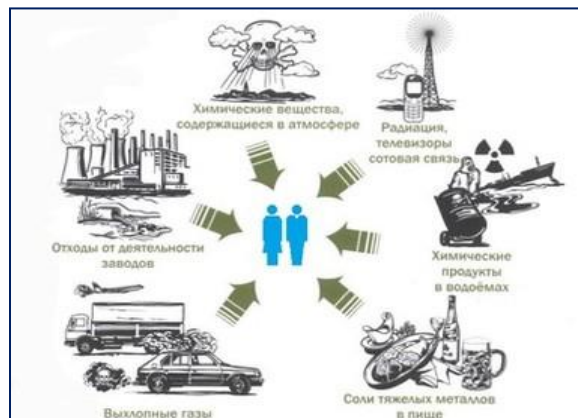 Химические вещества,
содержащиеся в атмосфере
Радиация,
телевизоры
сотовая связь
Отходы от деятельности
заводов
Химические
продукты
в водоёмах
Выхлопные газы
Соли тяжелых металлов
в пище